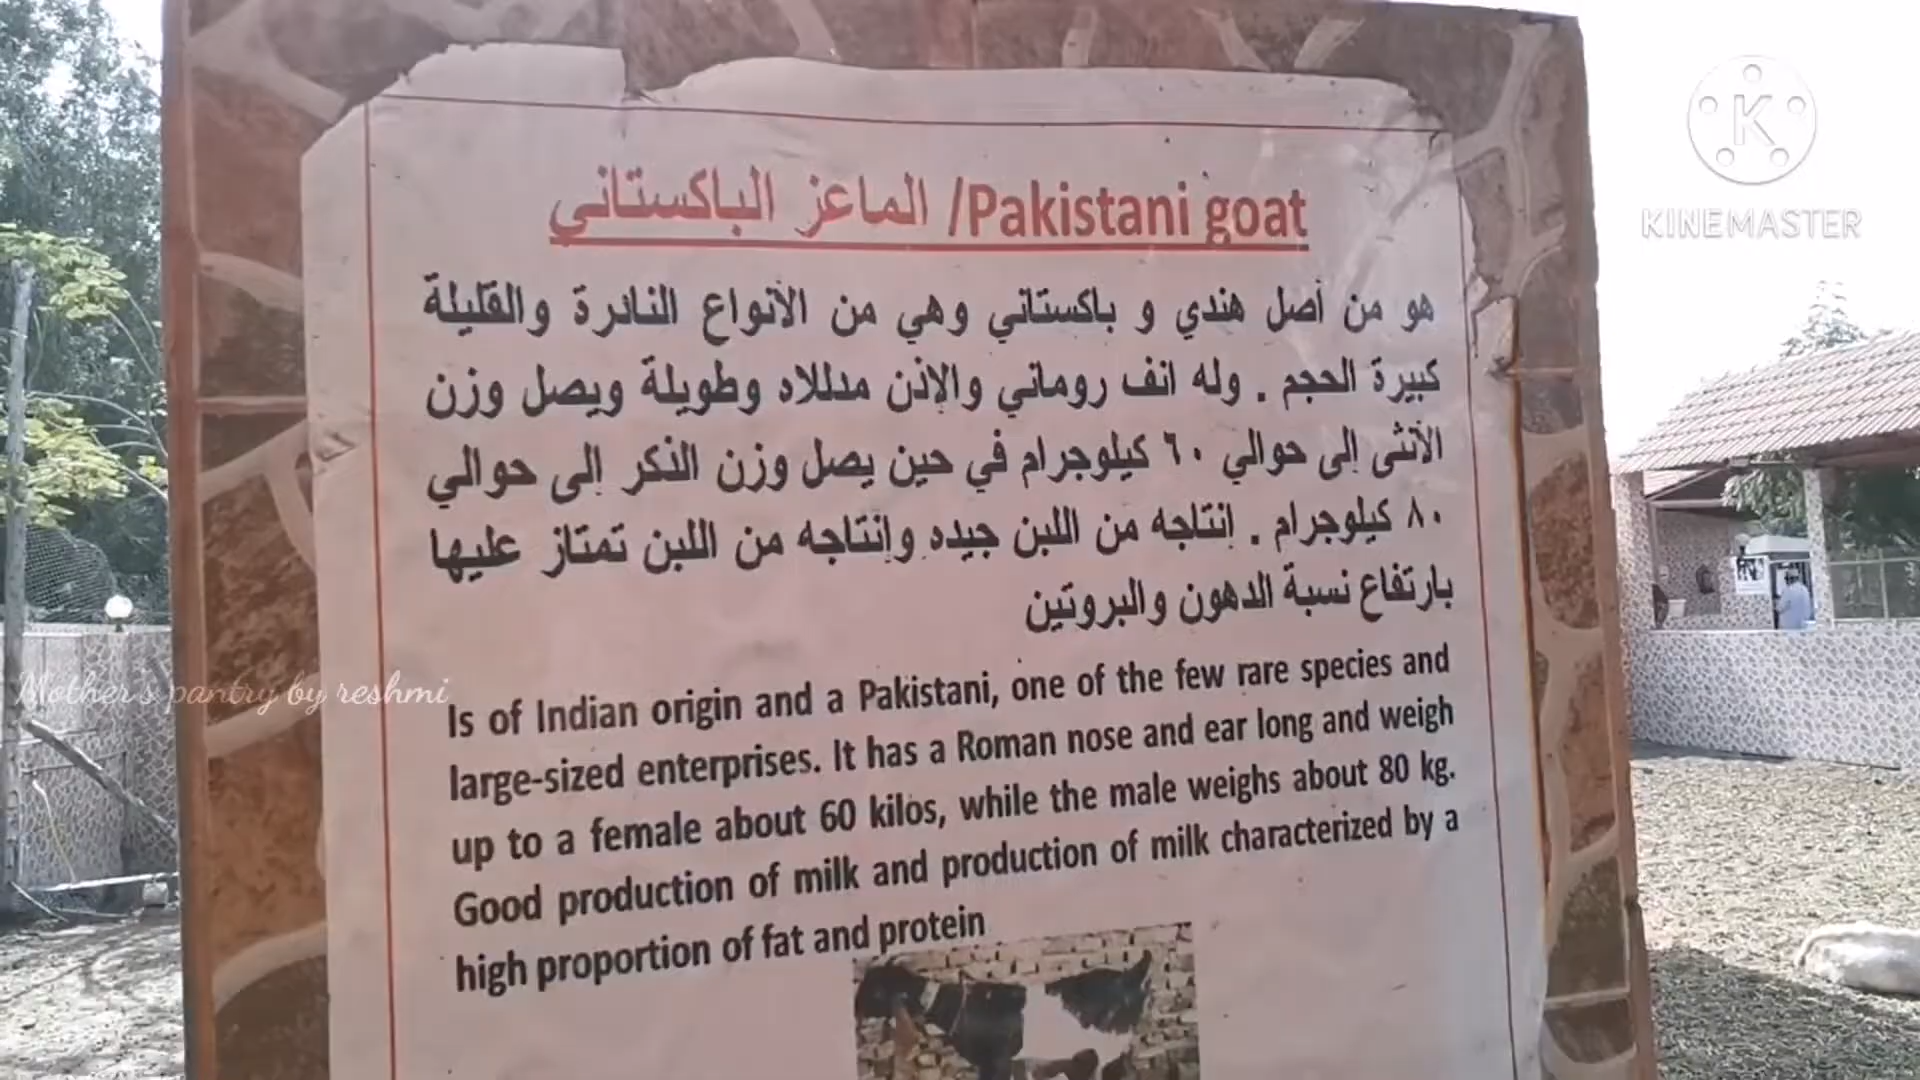 الماعز الباكستاني /Pakistani goat
هو من أصل هندي و باكستاني وهي من الأنواع النادرة والقليلة
كبيرة الحجم . وله انف روماني والإذن مدللاه وطويلة ويصل وزن
الأنثى إلى حوالي ٦٠ كيلوجرام في حين يصل وزن الذكر إلى حوالي
٨٠ كيلوجرام . إنتاجه من اللبن جيده وإنتاجه من اللبن تمتاز عليها
بارتفاع نسبة الدهون والبروتين
Is of Indian origin and a Pakistani, one of the few rare species and
large-sized enterprises. It has a Roman nose and ear long and weigh
up to a female about 60 kilos, while the male weighs about 80 kg.
Good production of milk and production of milk characterized by a
high proportion of fat and protein
Mother's pantry by reshmi
K
KINEMASTER